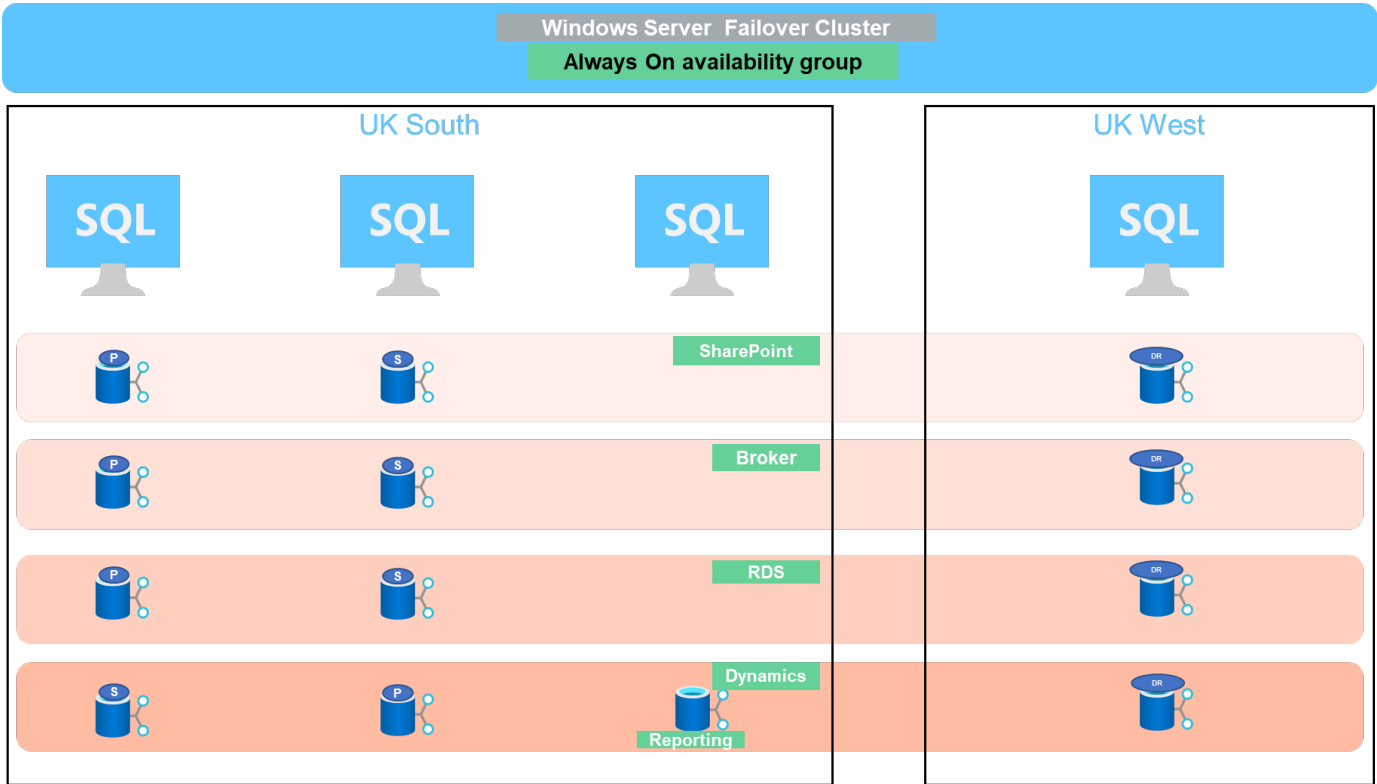 Windows Server Failover Cluster
Always On availability group
UK South
UK West
SQL
SQL
SQL
SQL
P
S
SharePoint
DR
P
S
Broker
DR
P
S
RDS
DR
S
P
Dynamics
Reporting
DR